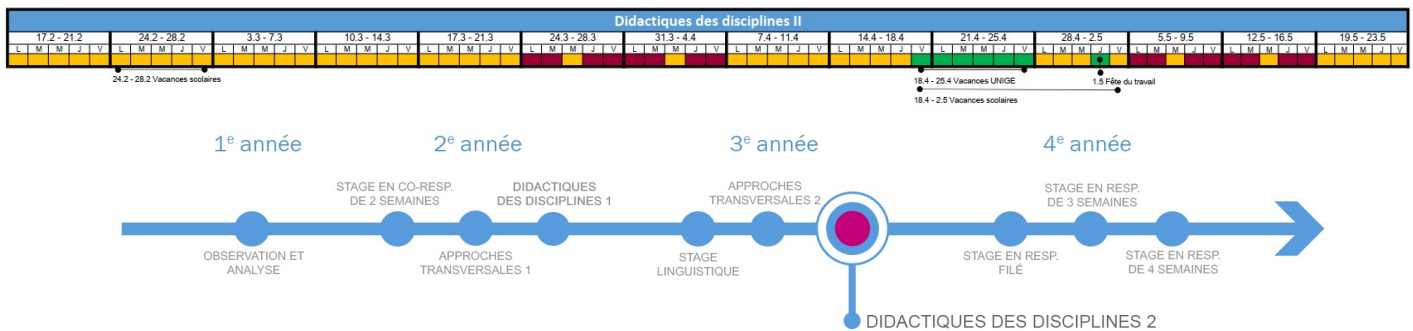 Didactiques des disciplines II
17.2 - 21.2 24.2 - 28.2 3.3 - 7.3 10.3 - 14.3 17.3 - 21.3 24.3 - 28.3 31.3 - 4.4 7.4 - 11.4 14.4 - 18.4 21.4 - 25.4 28.4 - 2.5 5.5 - 9.5 12.5 - 16.5 19.5 - 23.5
L M M J V L M M J V L M M J V L M M J V L M M J V L M M J V L M M J V L M M J V L M M J V L M M J V L M M J V L M M J V L M M J V L M M J V
24.2 - 28.2 Vacances scolaires
18.4 - 25.4 Vacances UNIGE
1.5 Fête du travail
18.4 - 2.5 Vacances scolaires
1e année
2e année
3e année
4e année
STAGE EN CO-RESP.
DE 2 SEMAINES
DIDACTIQUES
DES DISCIPLINES 1
APPROCHES
TRANSVERSALES 2
STAGE EN RESP.
DE 3 SEMAINES
OBSERVATION ET
ANALYSE
APPROCHES
TRANSVERSALES 1
STAGE
LINGUISTIQUE
STAGE EN RESP.
FILÉ
STAGE EN RESP.
DE 4 SEMAINES
DIDACTIQUES DES DISCIPLINES 2